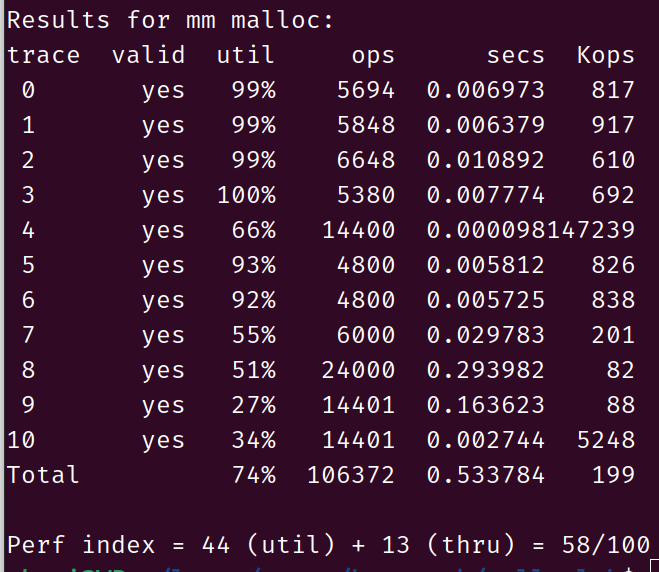 Results for mm malloc:
trace  valid  util     ops       secs  Kops
 0       yes   99%    5694  0.006973   817
 1       yes   99%    5848  0.006379   917
 2       yes   99%    6648  0.010892   610
 3       yes  100%    5380  0.007774   692
 4       yes   66%   14400  0.000098147239
 5       yes   93%    4800  0.005812   826
 6       yes   92%    4800  0.005725   838
 7       yes   55%    6000  0.029783   201
 8       yes   51%   24000  0.293982    82
 9       yes   27%   14401  0.163623    88
10       yes   34%   14401  0.002744  5248
Total          74%  106372  0.533784   199
Perf index = 44 (util) + 13 (thru) = 58/100